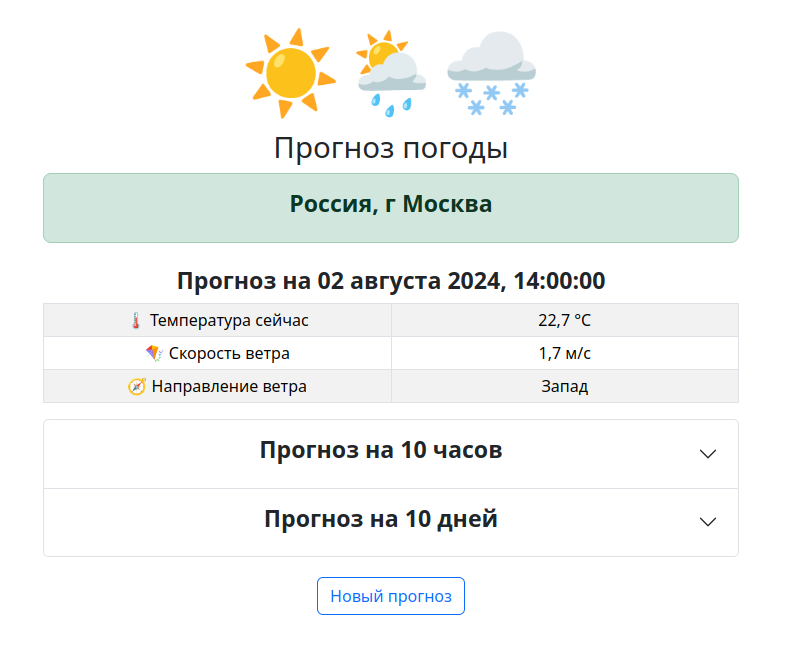 Прогноз погоды
Россия, г Москва
Прогноз на 02 августа 2024, 14:00:00
🌡️ Температура сейчас 22,7 °C
🪁 Скорость ветра 1,7 м/с
🧭 Направление ветра Запад
Прогноз на 10 часов
Прогноз на 10 дней
Новый прогноз